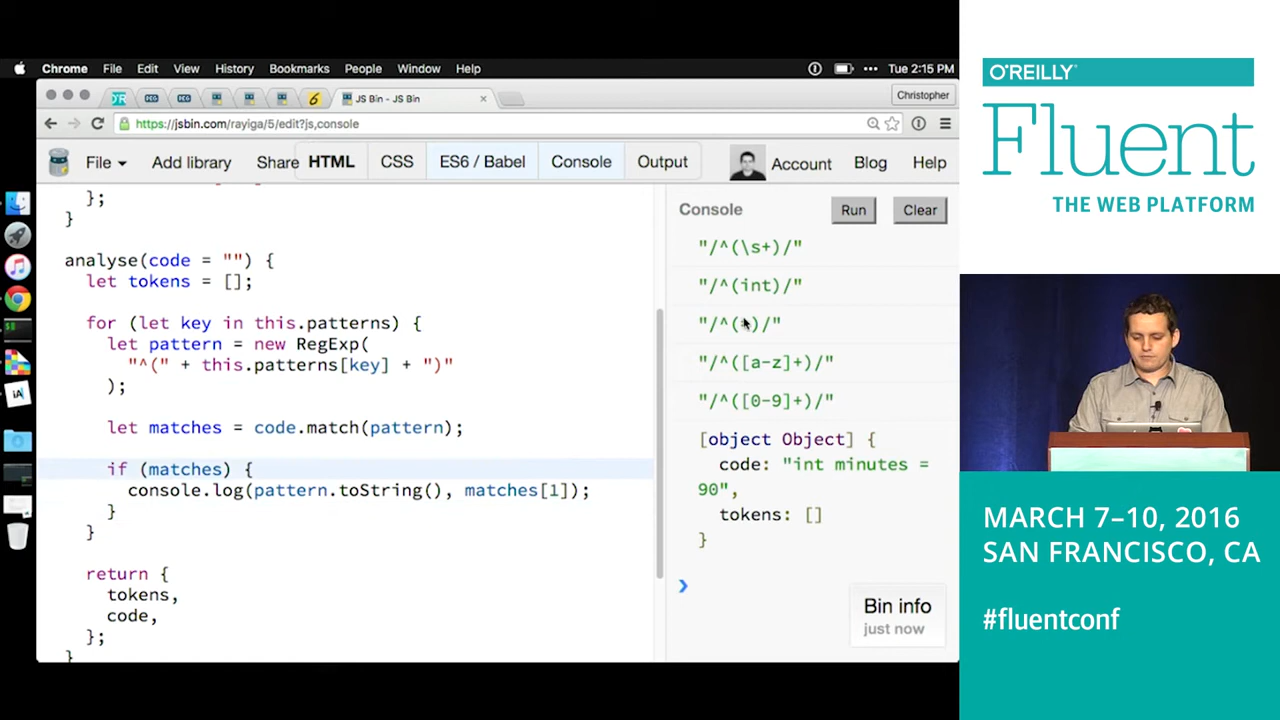 Chrome File Edit View History Bookmarks People Window Help Tue 2:15 PM
JS Bin - JS Bin Christopher
https://jsbin.com/rayiga/5/edit?js,console
File Add library Share HTML CSS ES6 / Babel Console Output Account Blog Help
};
}
analyse(code = "") {
let tokens = [];
for (let key in this.patterns) {
let pattern = new RegExp(
"^(" + this.patterns[key] + ")"
);
let matches = code.match(pattern);
if (matches) {
console.log(pattern.toString(), matches[1]);
}
}
return {
tokens,
code,
};
}
Console Run Clear
"/^(\s+)/"
"/^(int)/"
"/^([a-z]+)/"
"/^([0-9]+)/"
[object Object] {
code: "int minutes =
90",
tokens: []
}
❯
Bin info
just now
O'REILLY®
Fluent
THE WEB PLATFORM
MARCH 7–10, 2016
SAN FRANCISCO, CA
#fluentconf